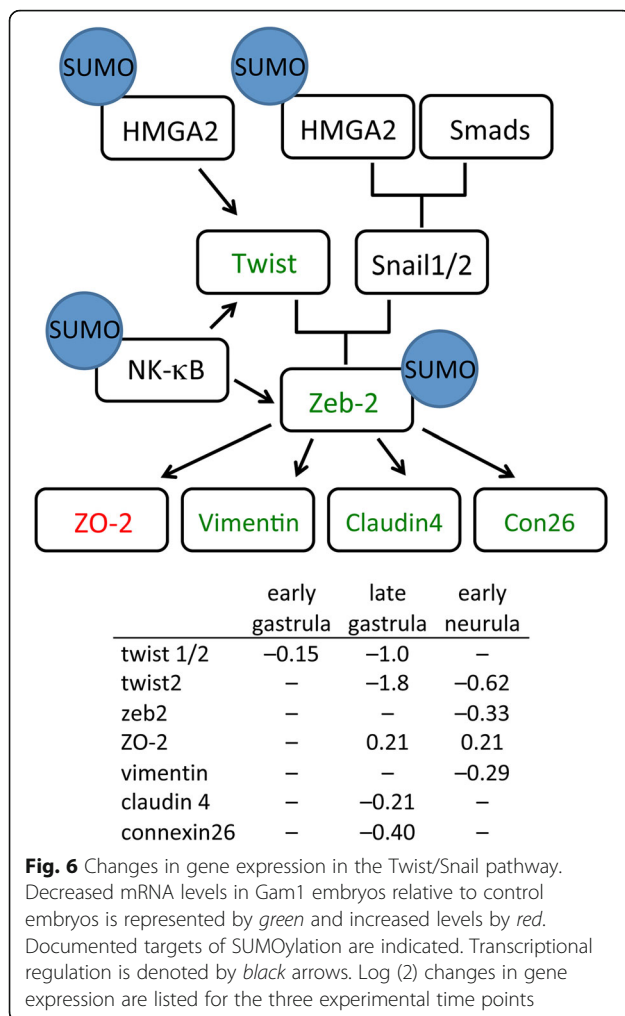 SUMO SUMO
HMGA2 HMGA2 Smads
Twist Snail1/2
SUMO
NK-κB SUMO
Zeb-2
ZO-2 Vimentin Claudin4 Con26
early late early
gastrula gastrula neurula
twist 1/2 –0.15 –1.0 –
twist2 – –1.8 –0.62
zeb2 – – –0.33
ZO-2 – 0.21 0.21
vimentin – – –0.29
claudin 4 – –0.21 –
connexin26 – –0.40 –
Fig. 6 Changes in gene expression in the Twist/Snail pathway.
Decreased mRNA levels in Gam1 embryos relative to control
embryos is represented by green and increased levels by red.
Documented targets of SUMOylation are indicated. Transcriptional
regulation is denoted by black arrows. Log (2) changes in gene
expression are listed for the three experimental time points